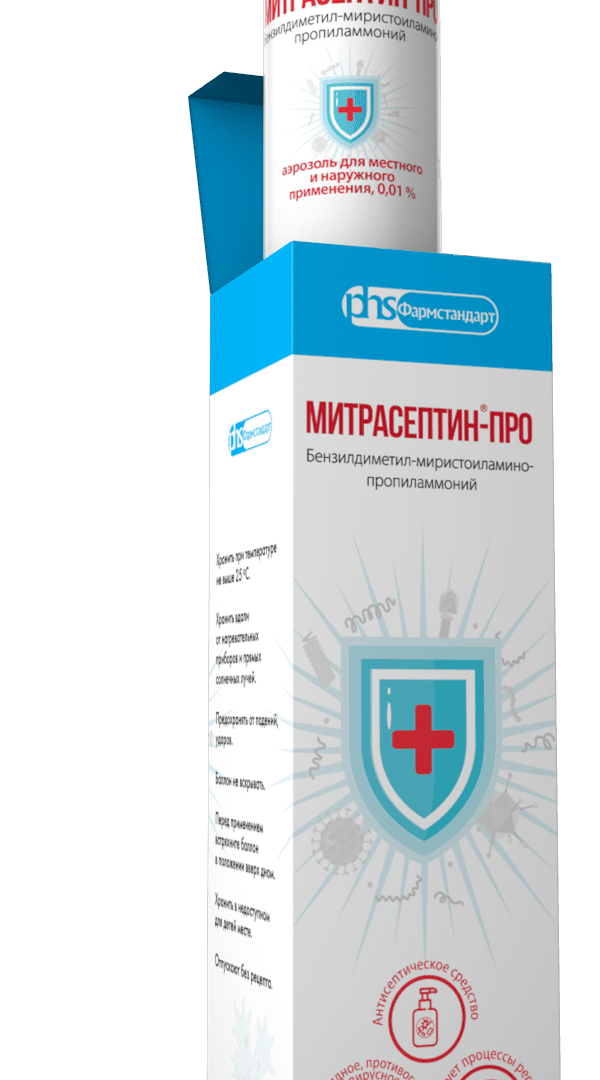 МИТРАСЕПТИН-ПРО
Бензилдиметил-миристоиламино-
пропиламмоний
аэрозоль для местного
и наружного
применения, 0,01 %
phs Фармстандарт
МИТРАСЕПТИН®-ПРО
Бензилдиметил-миристоиламино-
пропиламмоний
phs Фармстандарт
Хранить при температуре
не выше 25 °С.
Хранить вдали
от нагревательных
приборов и прямых
солнечных лучей.
Предохранять от падений,
ударов.
Баллон не вскрывать.
Перед применением
встряхните баллон
в положении вверх дном.
Хранить в недоступном
для детей месте.
Отпускают без рецепта.
Антисептическое средство
процессы